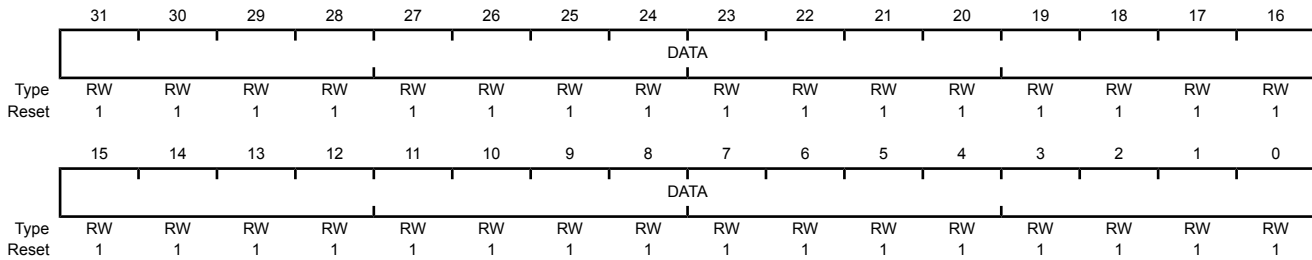 31 30 29 28 27 26 25 24 23 22 21 20 19 18 17 16
DATA
Type RW RW RW RW RW RW RW RW RW RW RW RW RW RW RW RW
Reset 1 1 1 1 1 1 1 1 1 1 1 1 1 1 1 1
15 14 13 12 11 10 9 8 7 6 5 4 3 2 1 0
DATA
Type RW RW RW RW RW RW RW RW RW RW RW RW RW RW RW RW
Reset 1 1 1 1 1 1 1 1 1 1 1 1 1 1 1 1